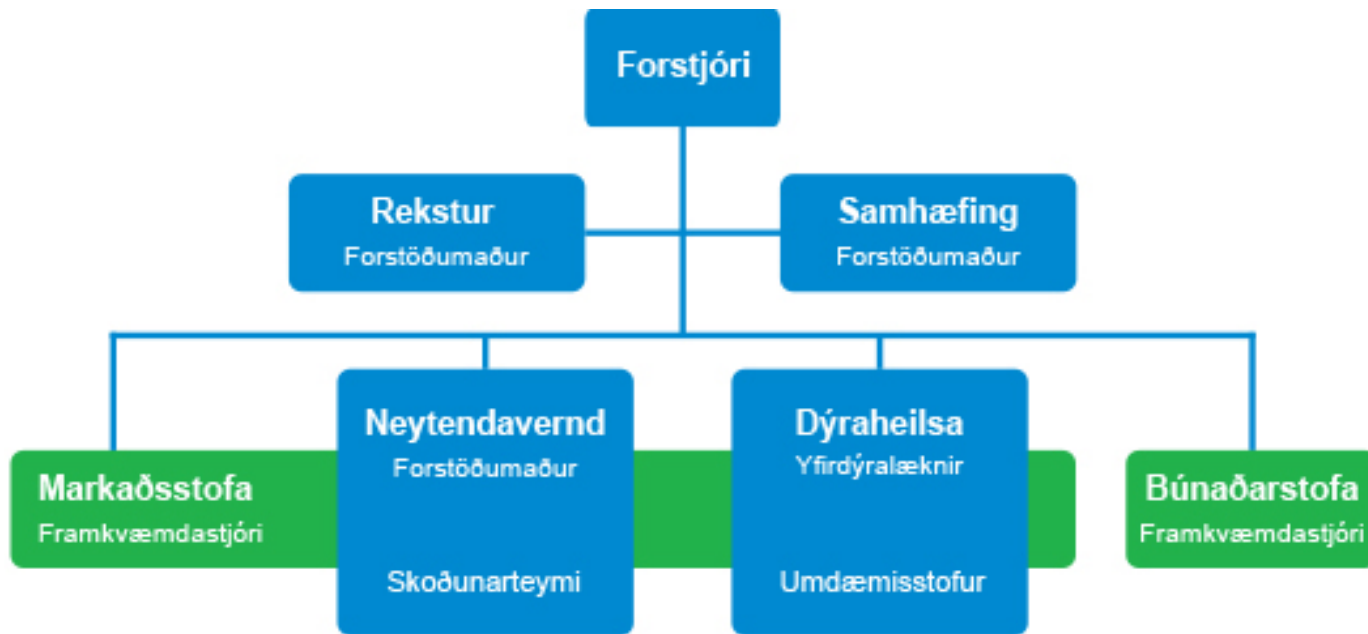 Forstjóri
Rekstur
Forstöðumaður
Samhæfing
Forstöðumaður
Markaðsstofa
Framkvæmdastjóri
Neytendavernd
Forstöðumaður
Skoðunarteymi
Dýraheilsa
Yfirdýralæknir
Umdæmisstofur
Búnaðarstofa
Framkvæmdastjóri